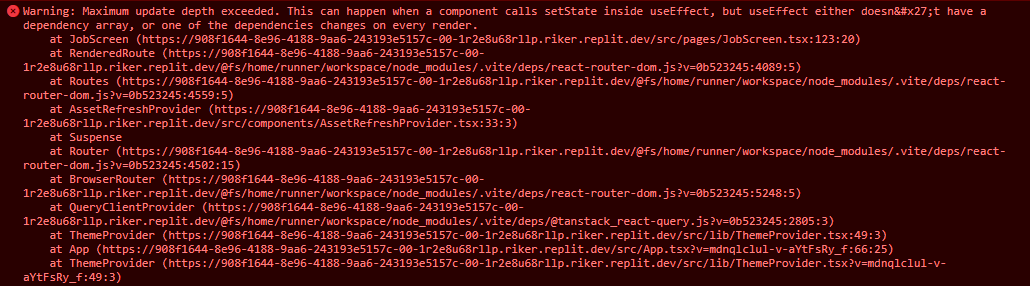 Warning: Maximum update depth exceeded. This can happen when a component calls setState inside useEffect, but useEffect either doesn&#x27;t have a
dependency array, or one of the dependencies changes on every render.
at JobScreen (https://908f1644-8e96-4188-9aa6-243193e5157c-00-1r2e8u68rllp.riker.replit.dev/src/pages/JobScreen.tsx:123:20)
at RenderedRoute (https://908f1644-8e96-4188-9aa6-243193e5157c-00-
1r2e8u68rllp.riker.replit.dev/@fs/home/runner/workspace/node_modules/.vite/deps/react-router-dom.js?v=0b523245:4089:5)
at Routes (https://908f1644-8e96-4188-9aa6-243193e5157c-00-1r2e8u68rllp.riker.replit.dev/@fs/home/runner/workspace/node_modules/.vite/deps/react-
router-dom.js?v=0b523245:4559:5)
at AssetRefreshProvider (https://908f1644-8e96-4188-9aa6-243193e5157c-00-
1r2e8u68rllp.riker.replit.dev/src/components/AssetRefreshProvider.tsx:33:3)
at Suspense
at Router (https://908f1644-8e96-4188-9aa6-243193e5157c-00-1r2e8u68rllp.riker.replit.dev/@fs/home/runner/workspace/node_modules/.vite/deps/react-
router-dom.js?v=0b523245:4502:15)
at BrowserRouter (https://908f1644-8e96-4188-9aa6-243193e5157c-00-
1r2e8u68rllp.riker.replit.dev/@fs/home/runner/workspace/node_modules/.vite/deps/react-router-dom.js?v=0b523245:5248:5)
at QueryClientProvider (https://908f1644-8e96-4188-9aa6-243193e5157c-00-
1r2e8u68rllp.riker.replit.dev/@fs/home/runner/workspace/node_modules/.vite/deps/@tanstack_react-query.js?v=0b523245:2805:3)
at ThemeProvider (https://908f1644-8e96-4188-9aa6-243193e5157c-00-1r2e8u68rllp.riker.replit.dev/src/lib/ThemeProvider.tsx:49:3)
at App (https://908f1644-8e96-4188-9aa6-243193e5157c-00-1r2e8u68rllp.riker.replit.dev/src/App.tsx?v=mdnqlclul-v-aYtFsRy_f:66:25)
at ThemeProvider (https://908f1644-8e96-4188-9aa6-243193e5157c-00-1r2e8u68rllp.riker.replit.dev/src/lib/ThemeProvider.tsx?v=mdnqlclul-v-
aYtFsRy_f:49:3)